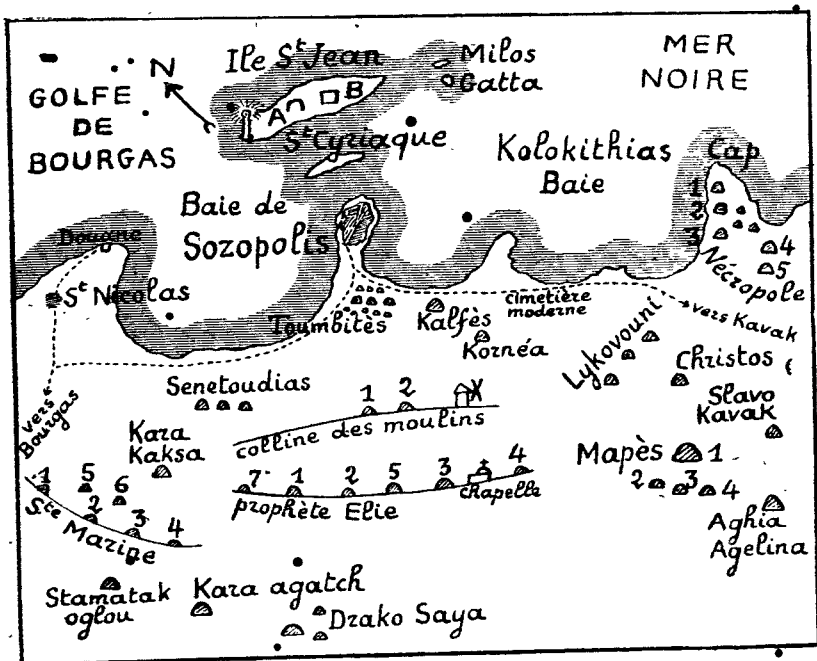 Ile St Jean
Milos
Gatta
MER
NOIRE
N
GOLFE
DE
BOURGAS
A B
St Cyriaque
Kolokithias
Baie
Cap
1
2
3
4
5
Nécropole
Baie de
Sozopolis
Dougne
St Nicolas
Toumbitès
Kalfès
cimetière
moderne
vers Kavak
Kornéa
Lykovouni
Christos
Senetoudias
1 2
colline des moulins
Slavo
Kavak
vers
Bourgas
Kara
Kaksa
Mapès 1
2 3 4
1 5 6
2 3 4
Ste Marine
7 1 2 5 3 4
prophète Elie
chapelle
Aghia
Agelina
Stamatak
oglou
Kara agatch
Drako Saya